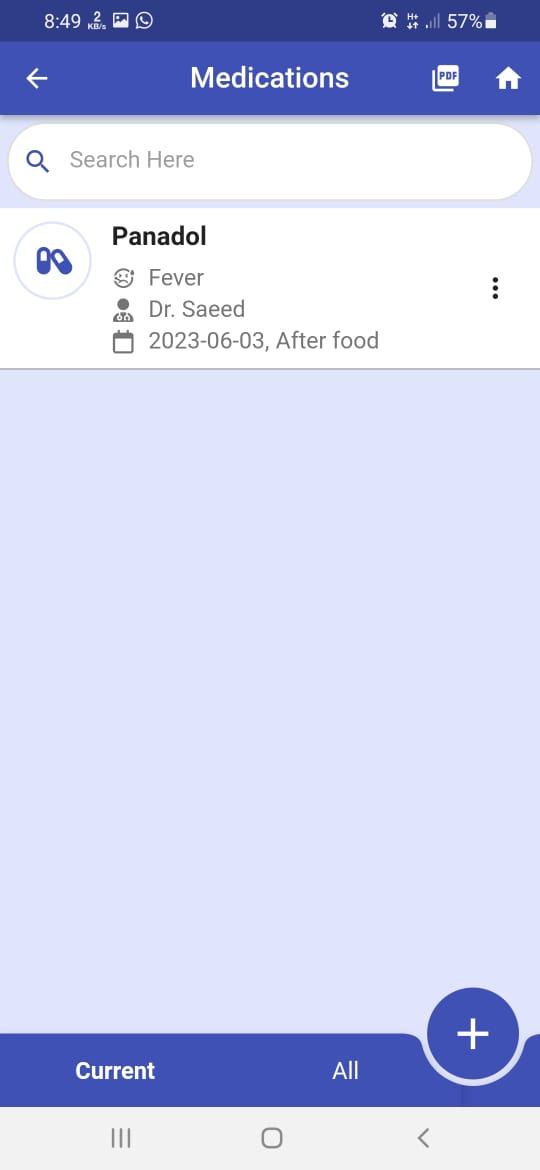 8:49 2 KB/s H+ 57%
Medications PDF
Search Here
Panadol
Fever
Dr. Saeed
2023-06-03, After food
Current All